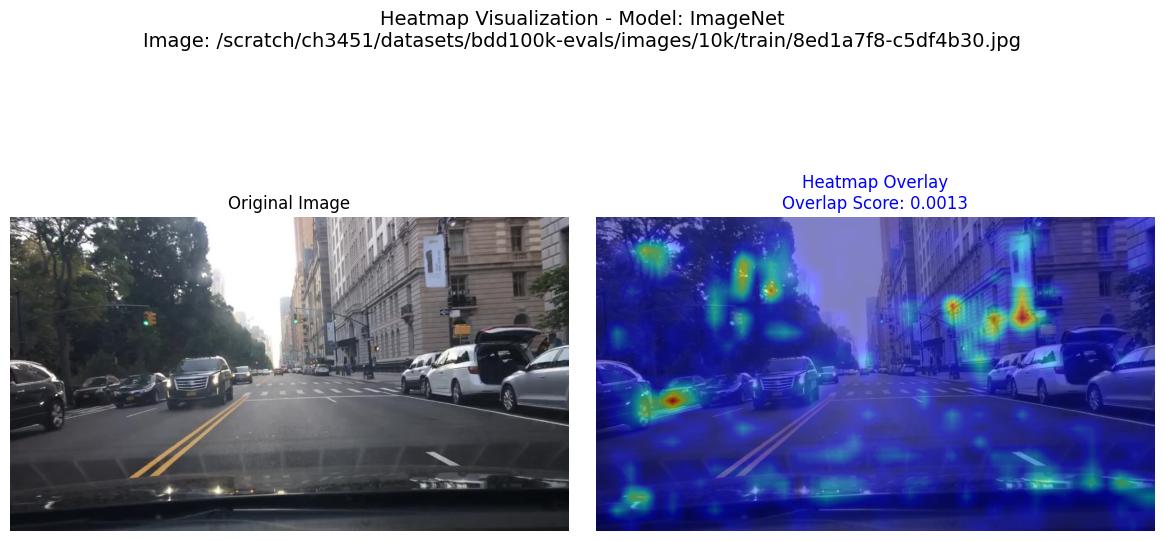 Heatmap Visualization - Model: ImageNet
Image: /scratch/ch3451/datasets/bdd100k-evals/images/10k/train/8ed1a7f8-c5df4b30.jpg
Original Image
Heatmap Overlay
Overlap Score: 0.0013